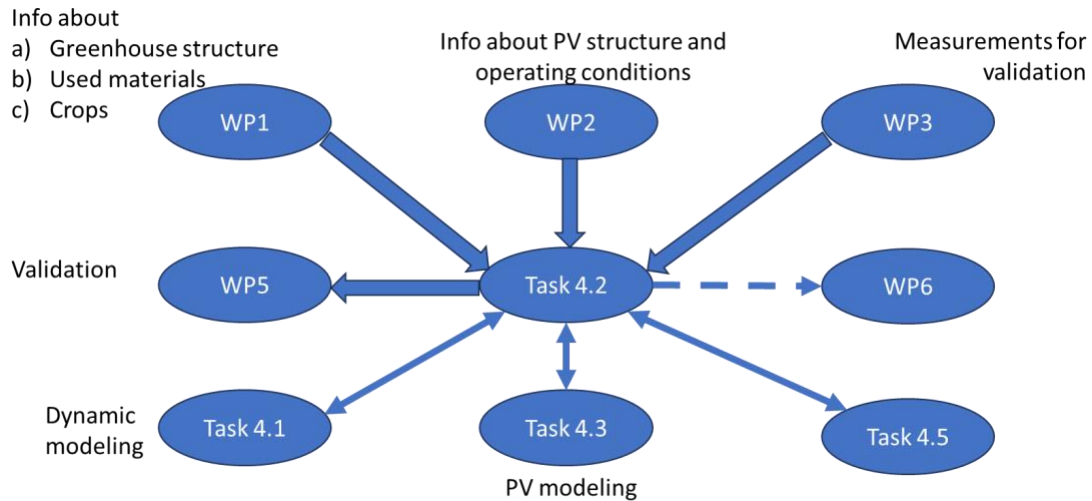 Info about
a) Greenhouse structure
b) Used materials
c) Crops
Info about PV structure and
operating conditions
Measurements for
validation
WP1
WP2
WP3
Validation
WP5
Task 4.2
WP6
Dynamic
modeling
Task 4.1
Task 4.3
Task 4.5
PV modeling